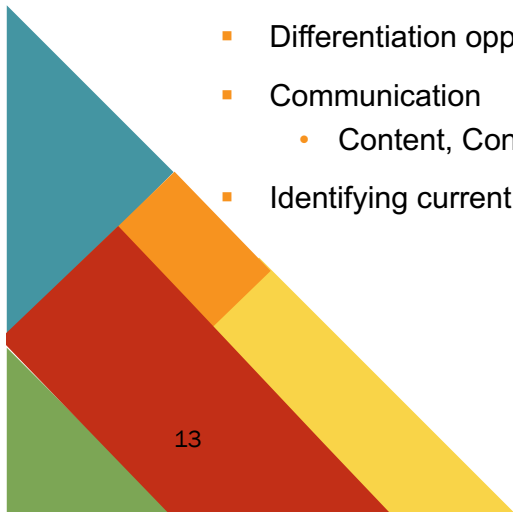 Differentiation opp
Communication
Content, Con
Identifying current
13